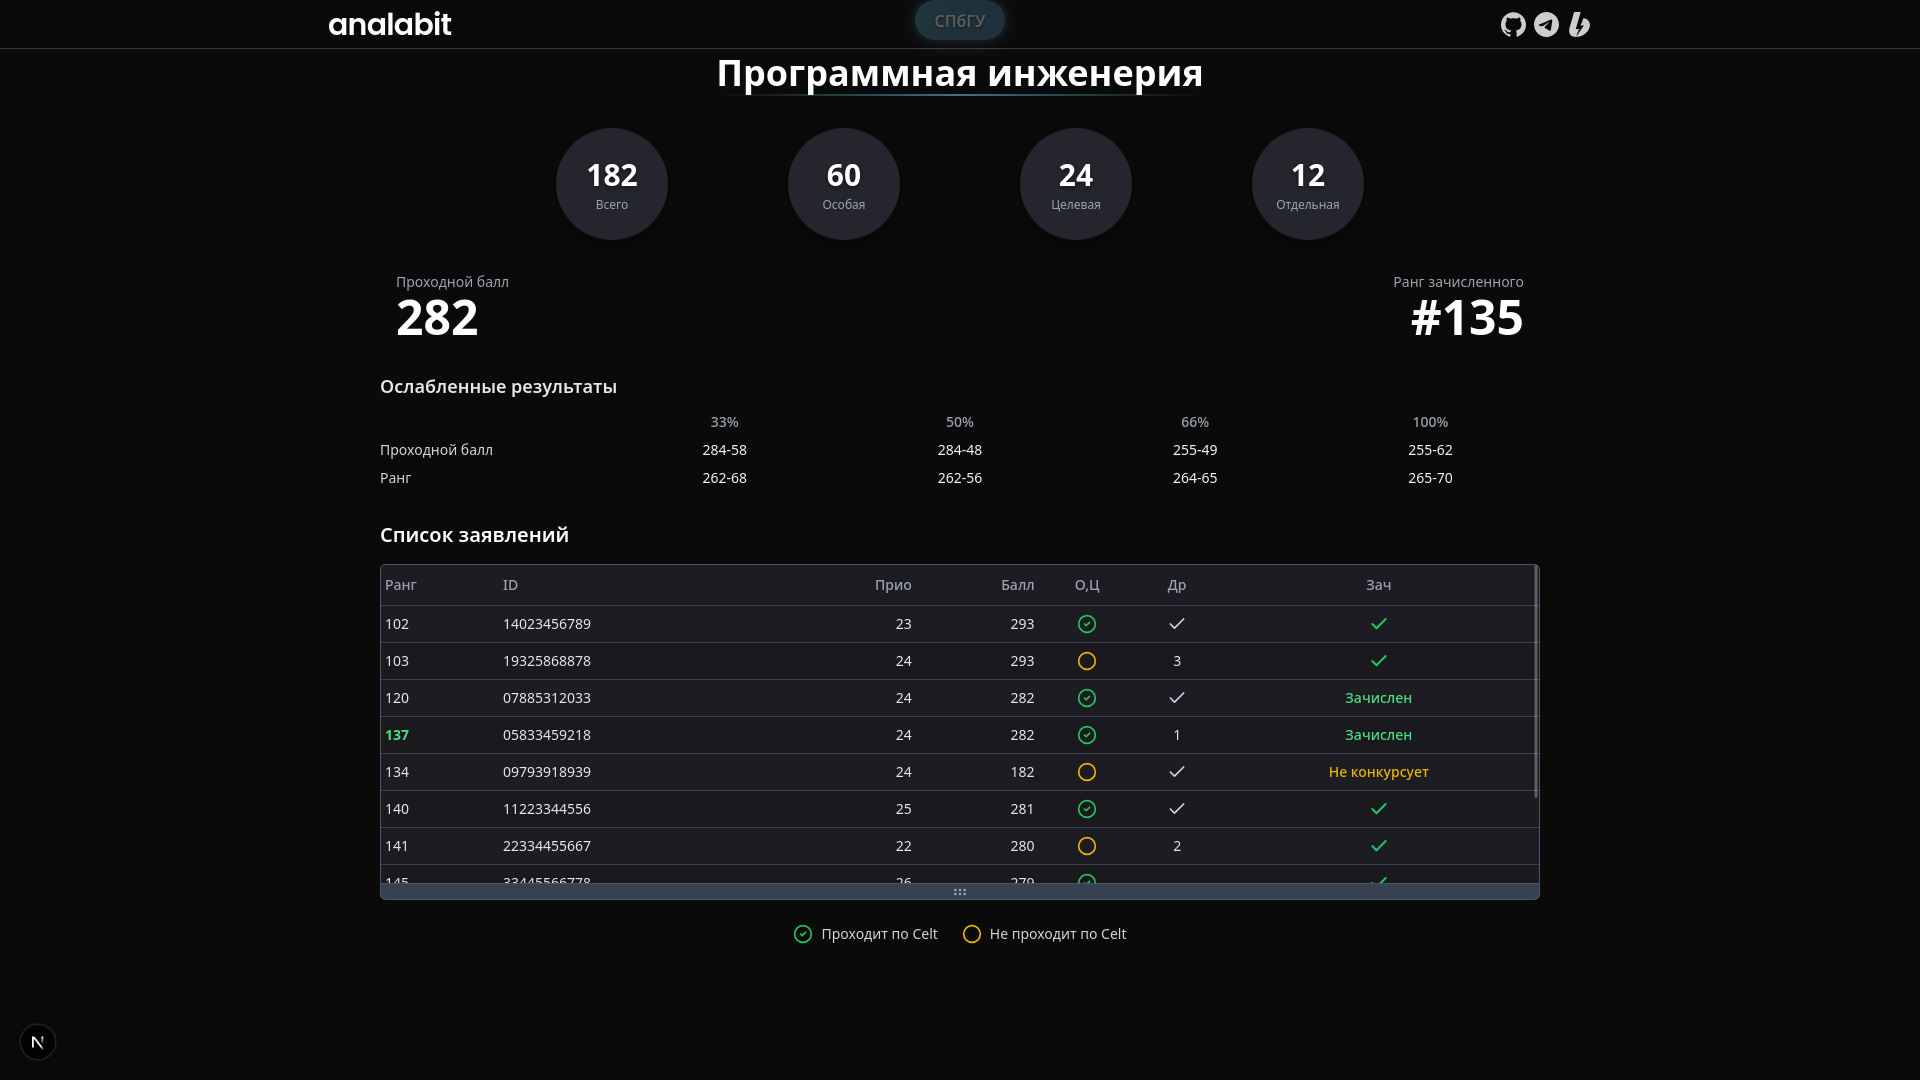 analabit
СПбГУ
Программная инженерия
182
Всего
60
Особая
24
Целевая
12
Отдельная
Проходной балл
282
Ранг зачисленного
#135
Ослабленные результаты
33% 50% 66% 100%
Проходной балл 284-58 284-48 255-49 255-62
Ранг 262-68 262-56 264-65 265-70
Список заявлений
Ранг ID Прио Балл О,Ц Др Зач
102 14023456789 23 293
103 19325868878 24 293 3
120 07885312033 24 282 Зачислен
137 05833459218 24 282 1 Зачислен
134 09793918939 24 182 Не конкурсует
140 11223344556 25 281
141 22334455667 22 280 2
145 33445566778 26 279
Проходит по Celt Не проходит по Celt
N